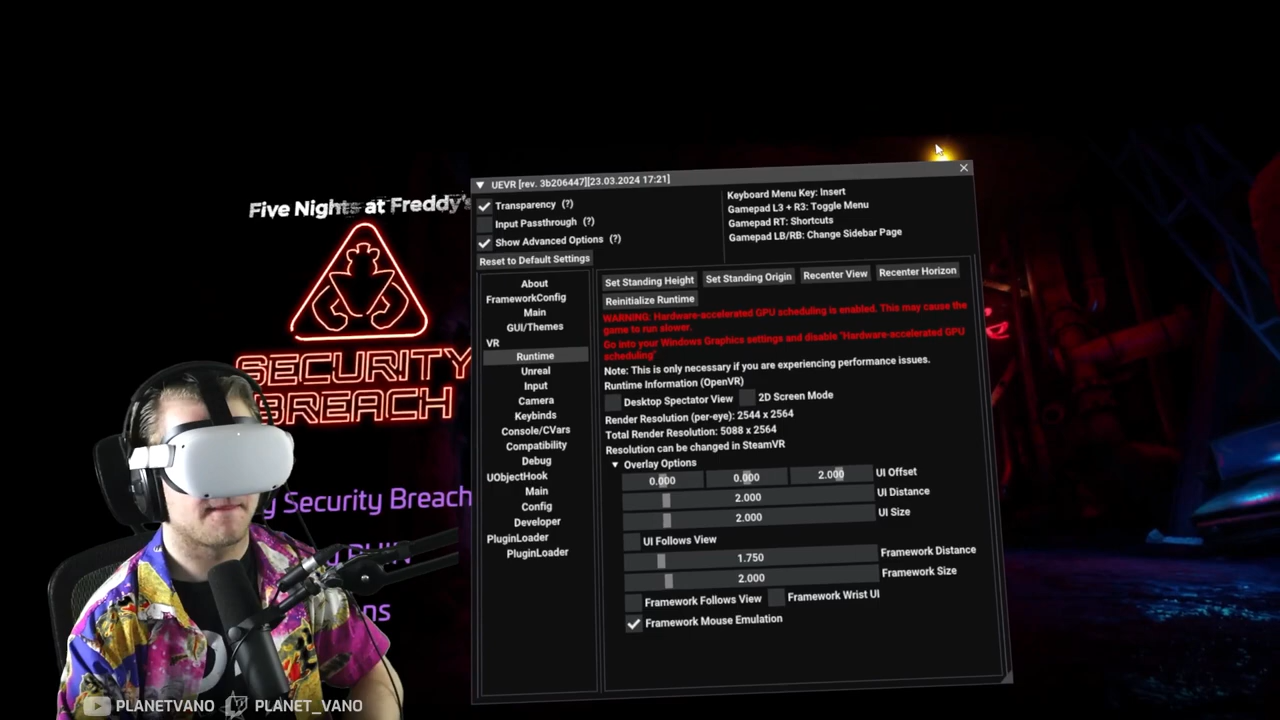 Five Nights at Freddy's
SECURITY
BREACH
y Security Breach
ns
UEVR [rev. 3b206447][23.03.2024 17:21]
Transparency (?)
Input Passthrough (?)
Show Advanced Options (?)
Reset to Default Settings
Keyboard Menu Key: Insert
Gamepad L3 + R3: Toggle Menu
Gamepad RT: Shortcuts
Gamepad LB/RB: Change Sidebar Page
About
FrameworkConfig
Main
GUI/Themes
VR
Runtime
Unreal
Input
Camera
Keybinds
Console/CVars
Compatibility
Debug
UObjectHook
Main
Config
Developer
PluginLoader
PluginLoader
Set Standing Height Set Standing Origin Recenter View Recenter Horizon
Reinitialize Runtime
WARNING: Hardware-accelerated GPU scheduling is enabled. This may cause the
game to run slower.
Go into your Windows Graphics settings and disable "Hardware-accelerated GPU
scheduling"
Note: This is only necessary if you are experiencing performance issues.
Runtime Information (OpenVR)
Desktop Spectator View 2D Screen Mode
Render Resolution (per-eye): 2544 x 2564
Total Render Resolution: 5088 x 2564
Resolution can be changed in SteamVR
Overlay Options
0.000 0.000 2.000 UI Offset
2.000 UI Distance
2.000 UI Size
UI Follows View
1.750 Framework Distance
2.000 Framework Size
Framework Follows View Framework Wrist UI
Framework Mouse Emulation
PLANETVANO PLANET_VANO